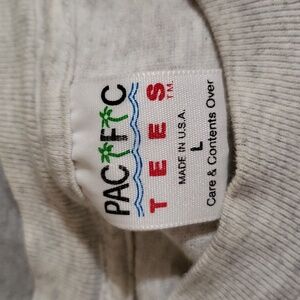 PACIFIC
TEES™
MADE IN U.S.A.
L
Care & Contents Over